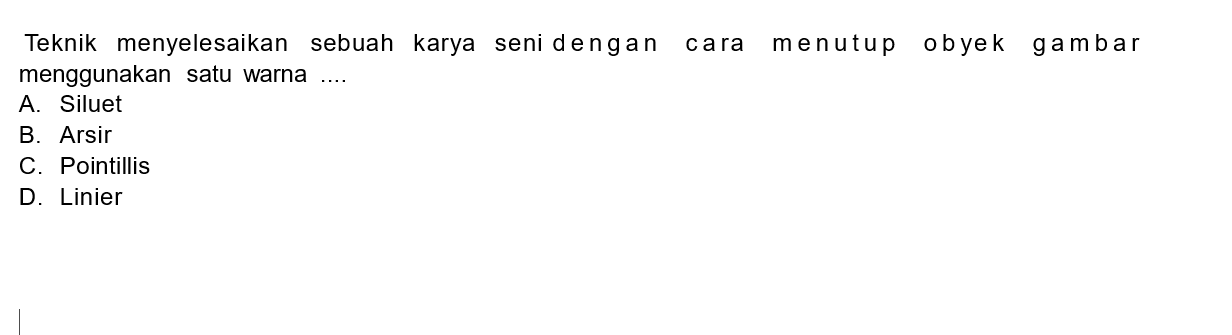 Teknik menyelesaikan sebuah karya seni dengan cara menutup obyek gambar
menggunakan satu warna ....
A. Siluet
B. Arsir
C. Pointillis
D. Linier